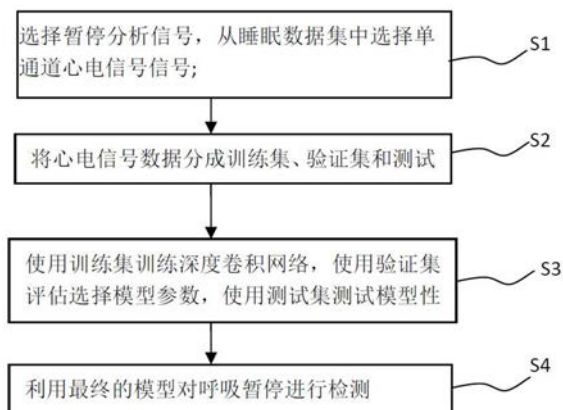 选择暂停分析信号，从睡眠数据集中选择单
通道心电信号信号;
S1
将心电信号数据分成训练集、验证集和测试
S2
使用训练集训练深度卷积网络，使用验证集
评估选择模型参数，使用测试集测试模型性
S3
利用最终的模型对呼吸暂停进行检测
S4